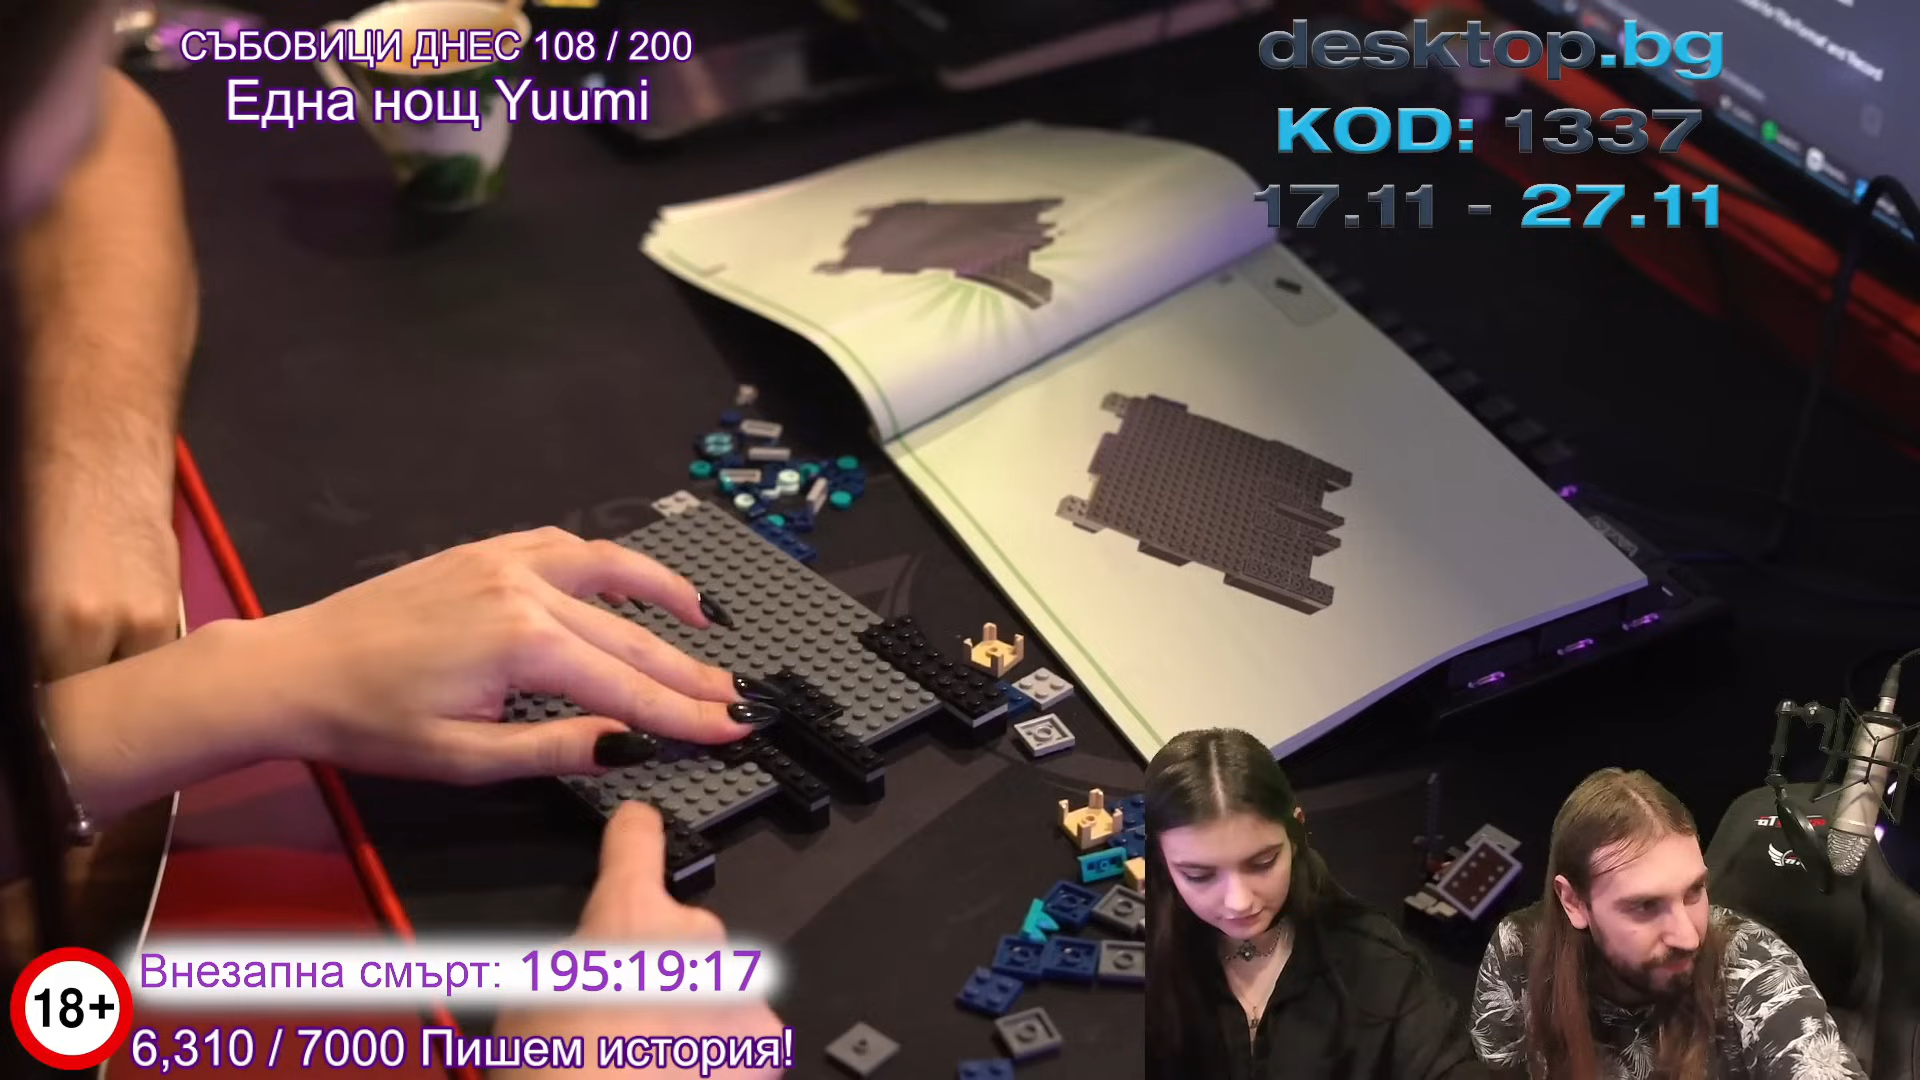 СЪБОВИЦИ ДНЕС 108 / 200
Една нощ Yuumi
desktop.bg
KOD: 1337
17.11 - 27.11
18+
Внезапна смърт: 195:19:17
6,310 / 7000 Пишем история!